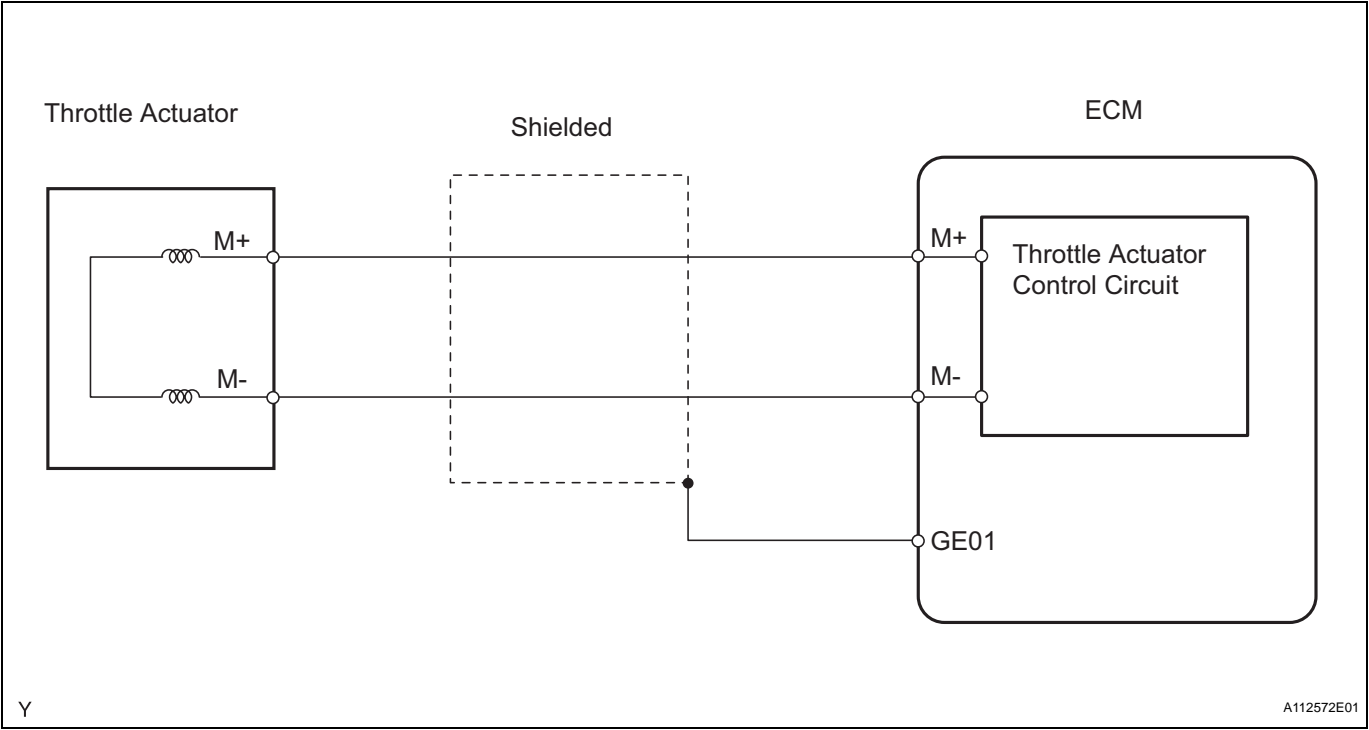 Throttle Actuator
Shielded
ECM
M+
M+
Throttle Actuator
Control Circuit
M-
M-
GE01
Y
A112572E01